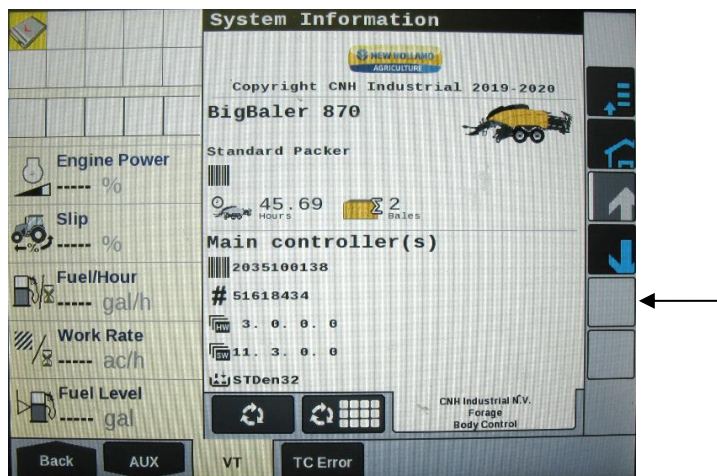 System Information
NEW HOLLAND
AGRICULTURE
Copyright CNH Industrial 2019-2020
BigBaler 870
Standard Packer
45.69
Hours
Σ 2
Bales
Main controller(s)
2035100138
# 51618434
HW 3. 0. 0. 0
SW 11. 3. 0. 0
STDen32
Engine Power
----- %
Slip
----- %
%
Fuel/Hour
----- gal/h
Work Rate
----- ac/h
Fuel Level
----- gal
CNH Industrial N.V.
Forage
Body Control
Back
AUX
VT
TC Error